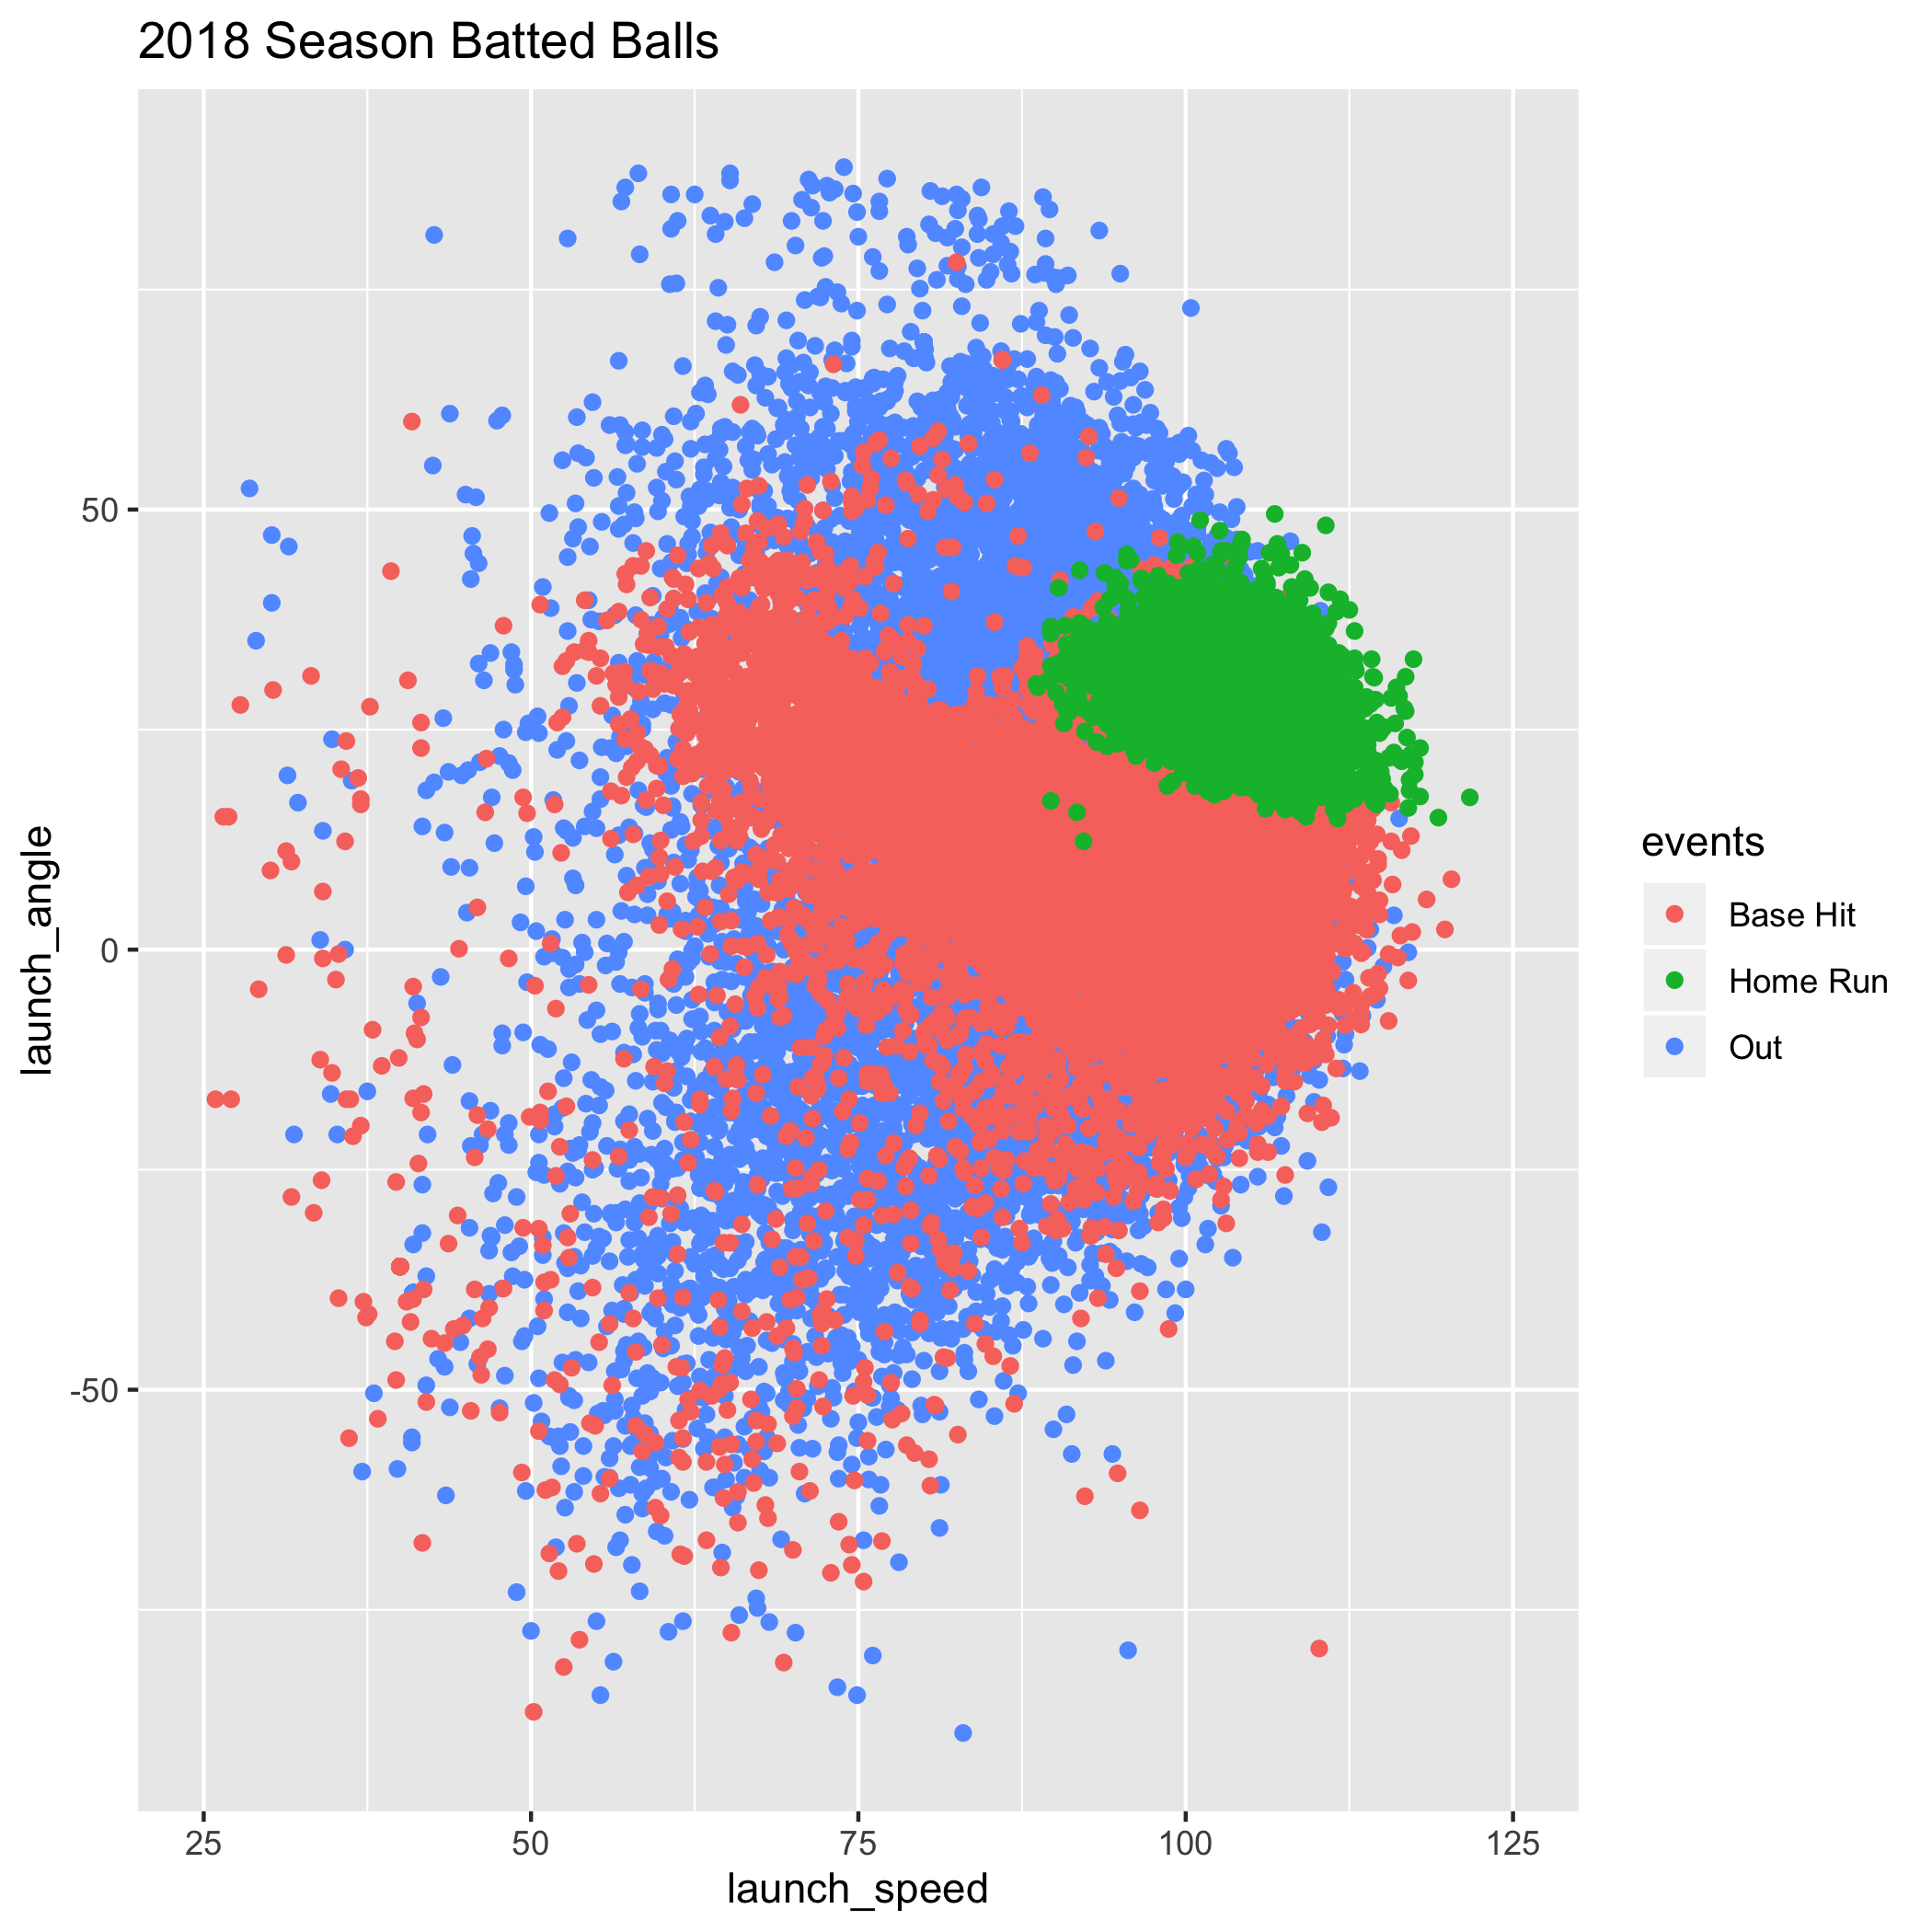 2018 Season Batted Balls
50
0
-50
launch_angle
25 50 75 100 125
launch_speed
events
Base Hit
Home Run
Out